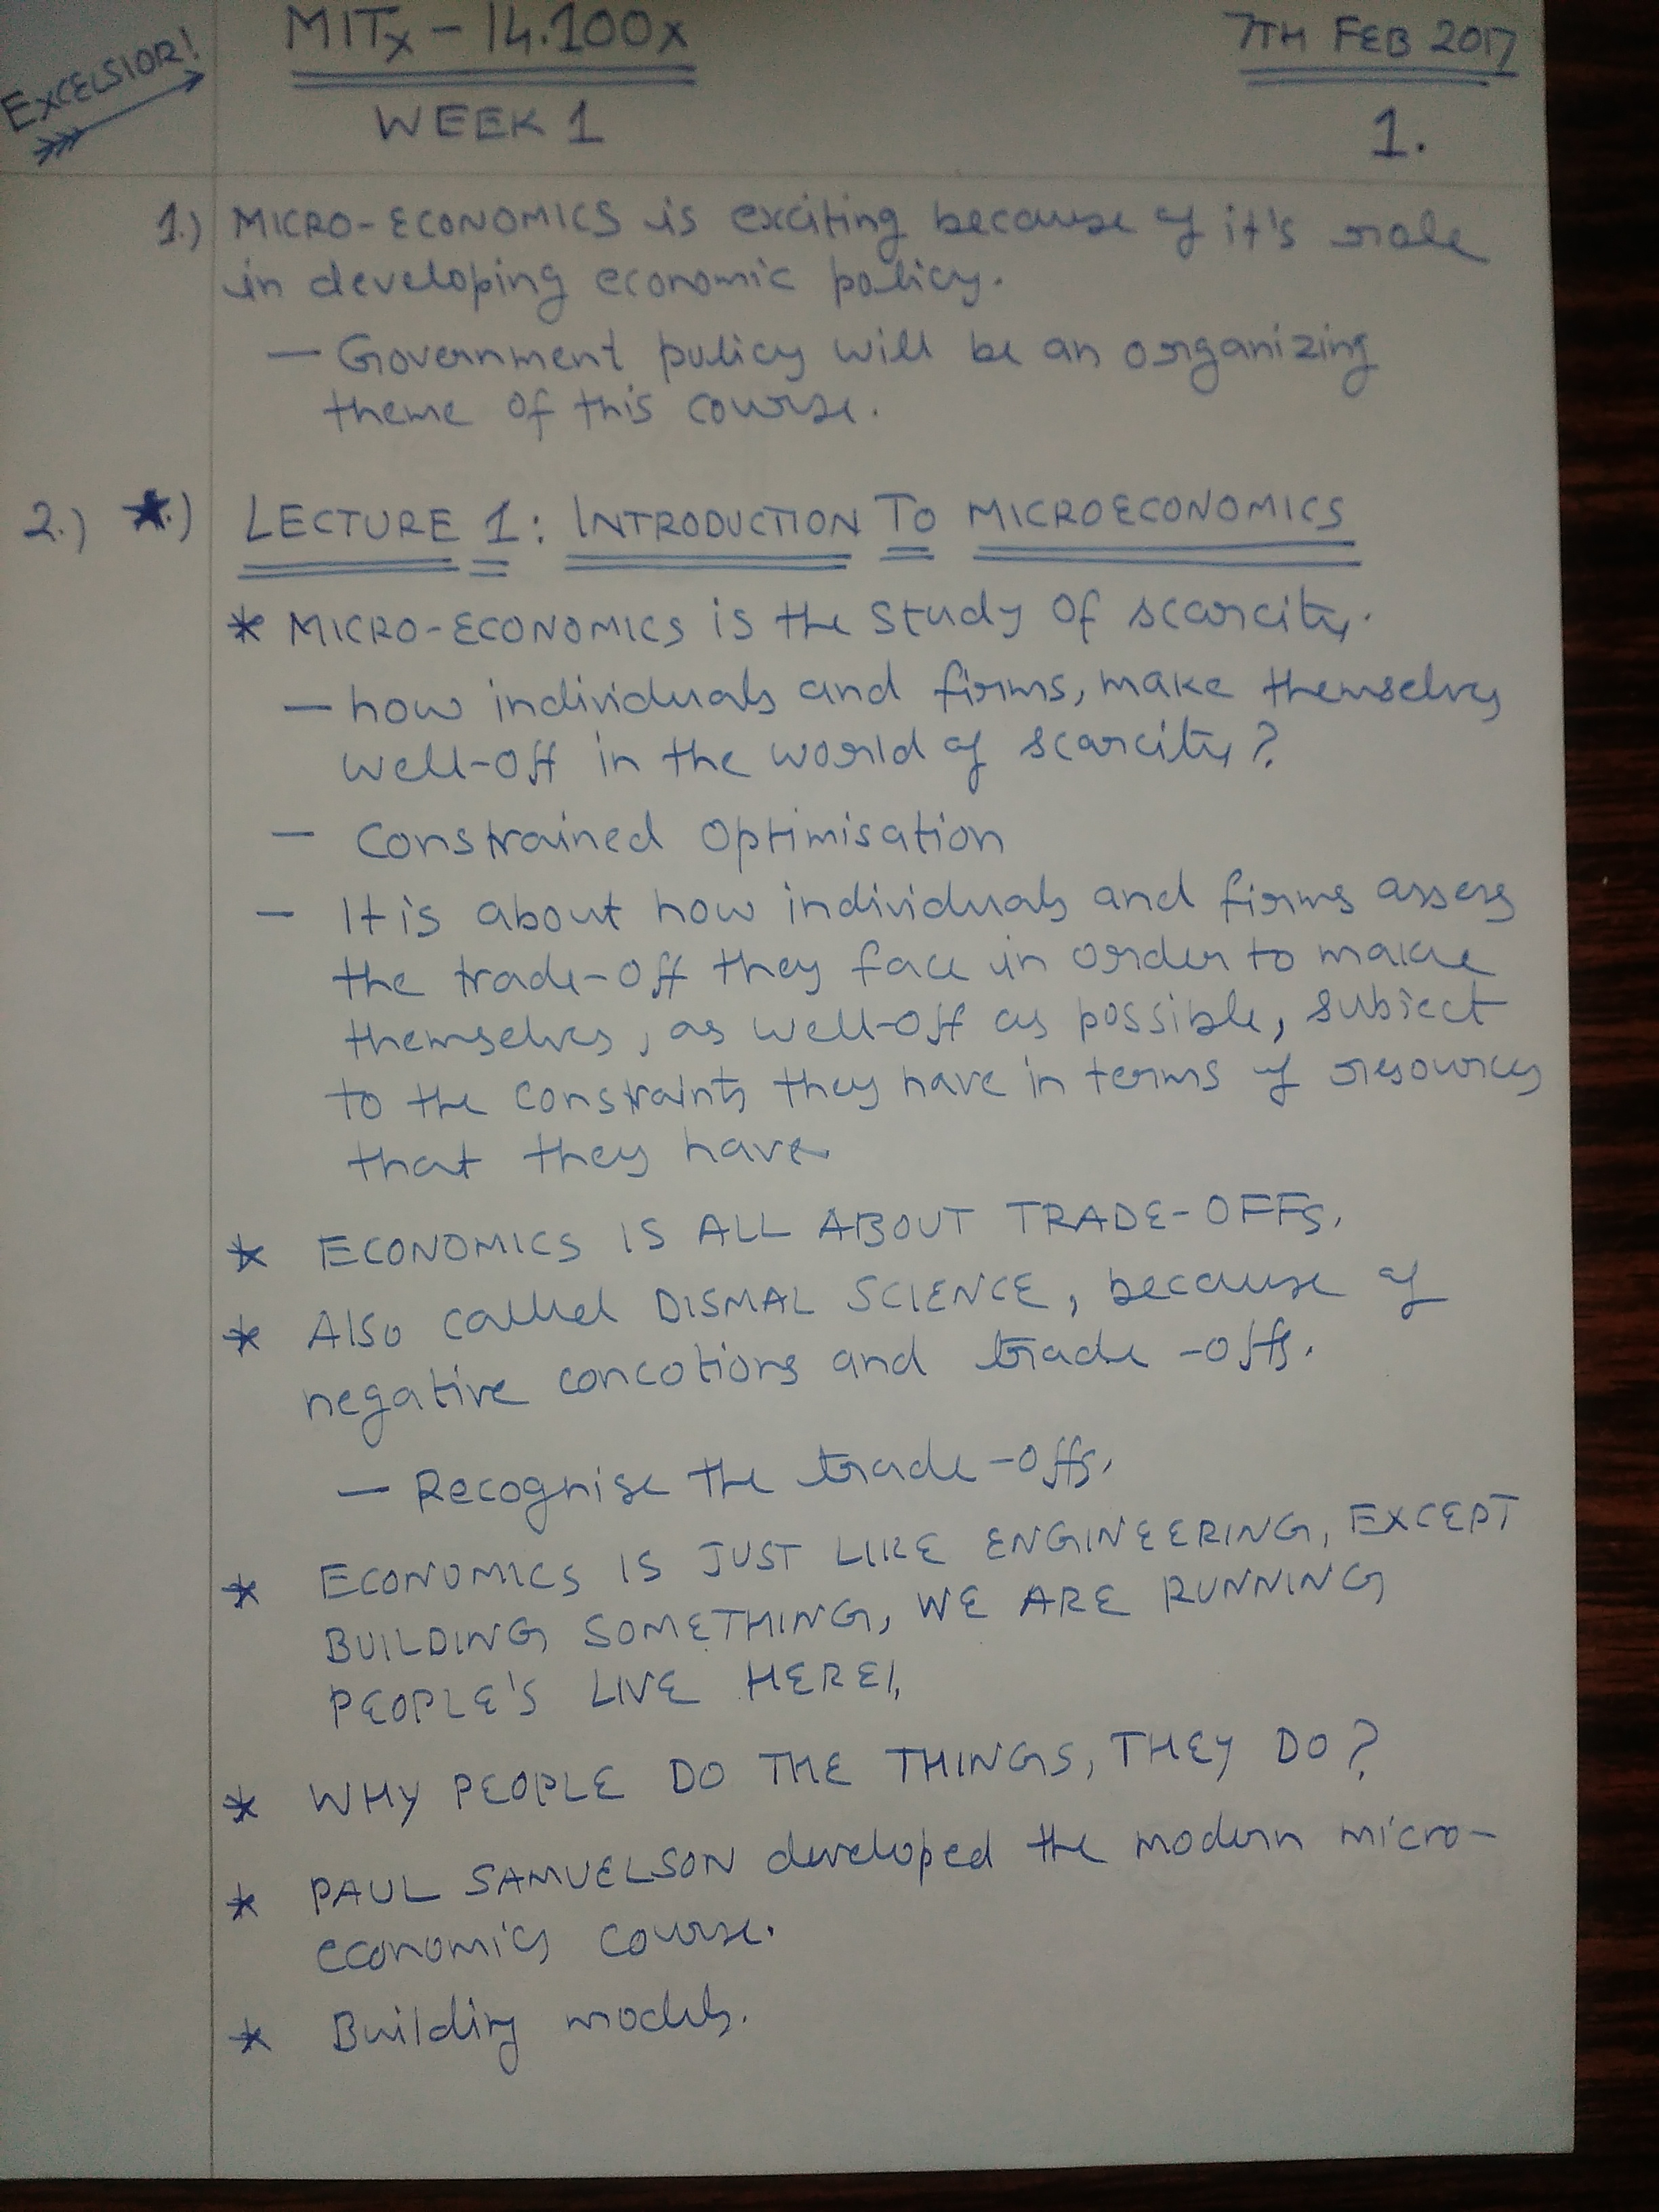 EXCELSIOR!
MITx - 14.100x
7TH FEB 2017
WEEK 1
1.
1.) MICRO-ECONOMICS is exciting because of it's role
in developing economic policy.
— Government policy will be an organizing
theme of this course.
2.) ★.) LECTURE 1: INTRODUCTION TO MICROECONOMICS
* MICRO-ECONOMICS is the study of scarcity.
— how individuals and firms, make themselves
well-off in the world of scarcity?
— Constrained Optimisation
— It is about how individuals and firms assess
the trade-off they face in order to make
themselves, as well-off as possible, subject
to the constraints they have in terms of resources
that they have
* ECONOMICS IS ALL ABOUT TRADE-OFFS.
* Also called DISMAL SCIENCE, because of
negative concotions and trade-offs.
— Recognise the trade-offs.
* ECONOMICS IS JUST LIKE ENGINEERING, EXCEPT
BUILDING SOMETHING, WE ARE RUNNING
PEOPLE'S LIVE HERE!,
* WHY PEOPLE DO THE THINGS, THEY DO?
* PAUL SAMUELSON developed the modern micro-
economics course.
* Building models.